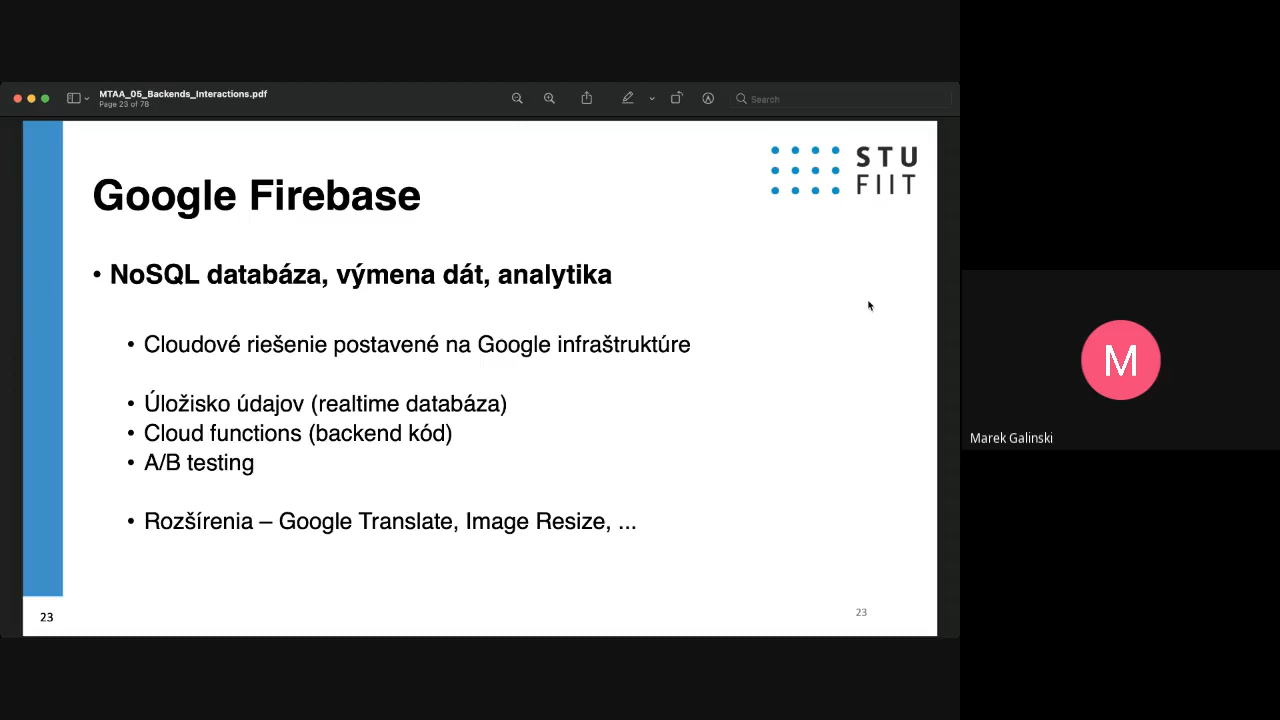 MTAA_05_Backends_Interactions.pdf
Page 23 of 78
Search
STU
FIIT
Google Firebase
• NoSQL databáza, výmena dát, analytika
• Cloudové riešenie postavené na Google infraštruktúre
• Úložisko údajov (realtime databáza)
• Cloud functions (backend kód)
• A/B testing
• Rozšírenia – Google Translate, Image Resize, ...
23
23
M
Marek Galinski